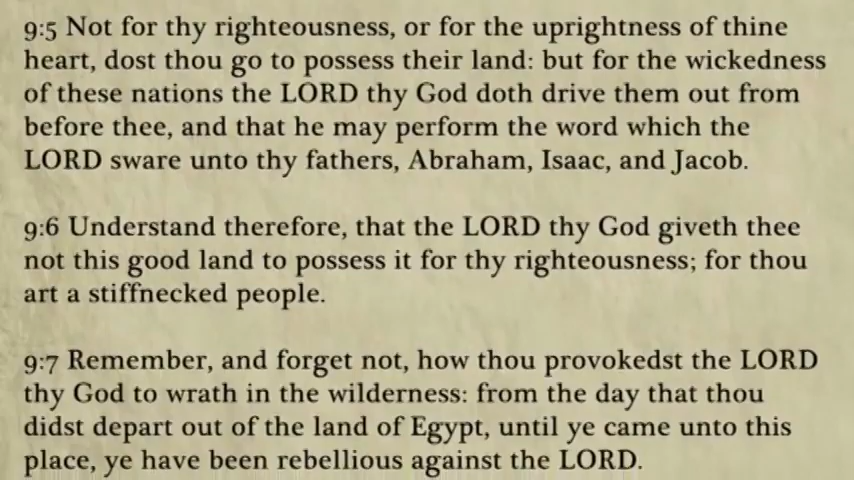 9:5 Not for thy righteousness, or for the uprightness of thine
heart, dost thou go to possess their land: but for the wickedness
of these nations the LORD thy God doth drive them out from
before thee, and that he may perform the word which the
LORD sware unto thy fathers, Abraham, Isaac, and Jacob.
9:6 Understand therefore, that the LORD thy God giveth thee
not this good land to possess it for thy righteousness; for thou
art a stiffnecked people.
9:7 Remember, and forget not, how thou provokedst the LORD
thy God to wrath in the wilderness: from the day that thou
didst depart out of the land of Egypt, until ye came unto this
place, ye have been rebellious against the LORD.